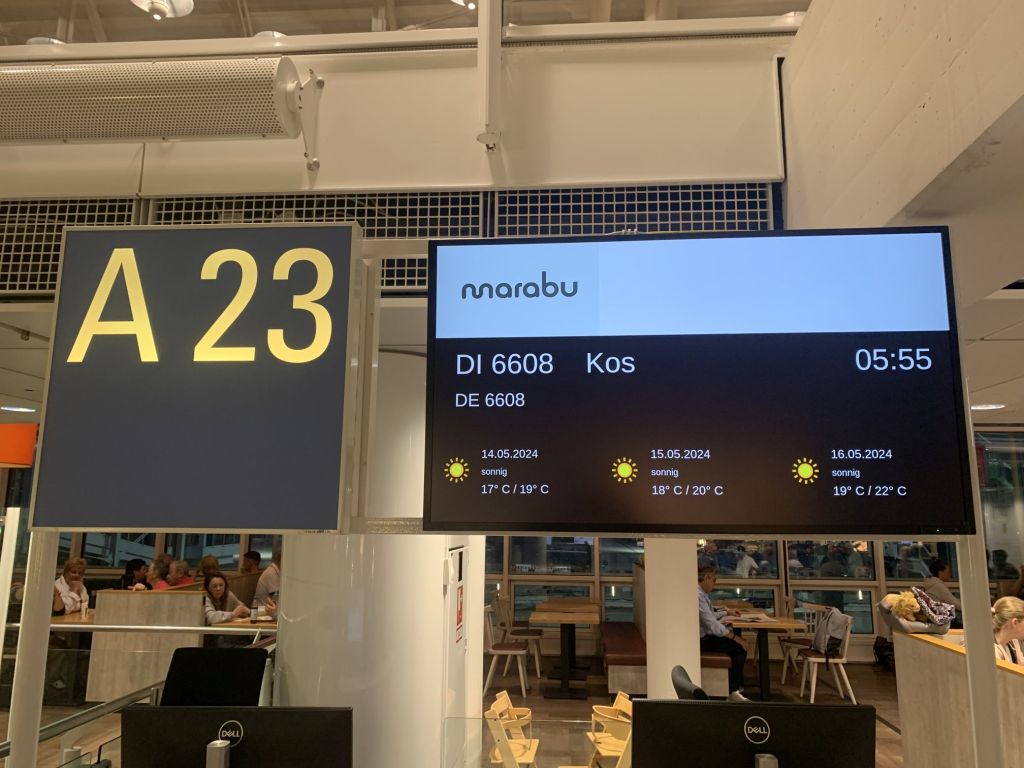 A 23
marabu
DI 6608 Kos 05:55
DE 6608
14.05.2024
sonnig
17° C / 19° C
15.05.2024
sonnig
18° C / 20° C
16.05.2024
sonnig
19° C / 22° C
DELL
DELL